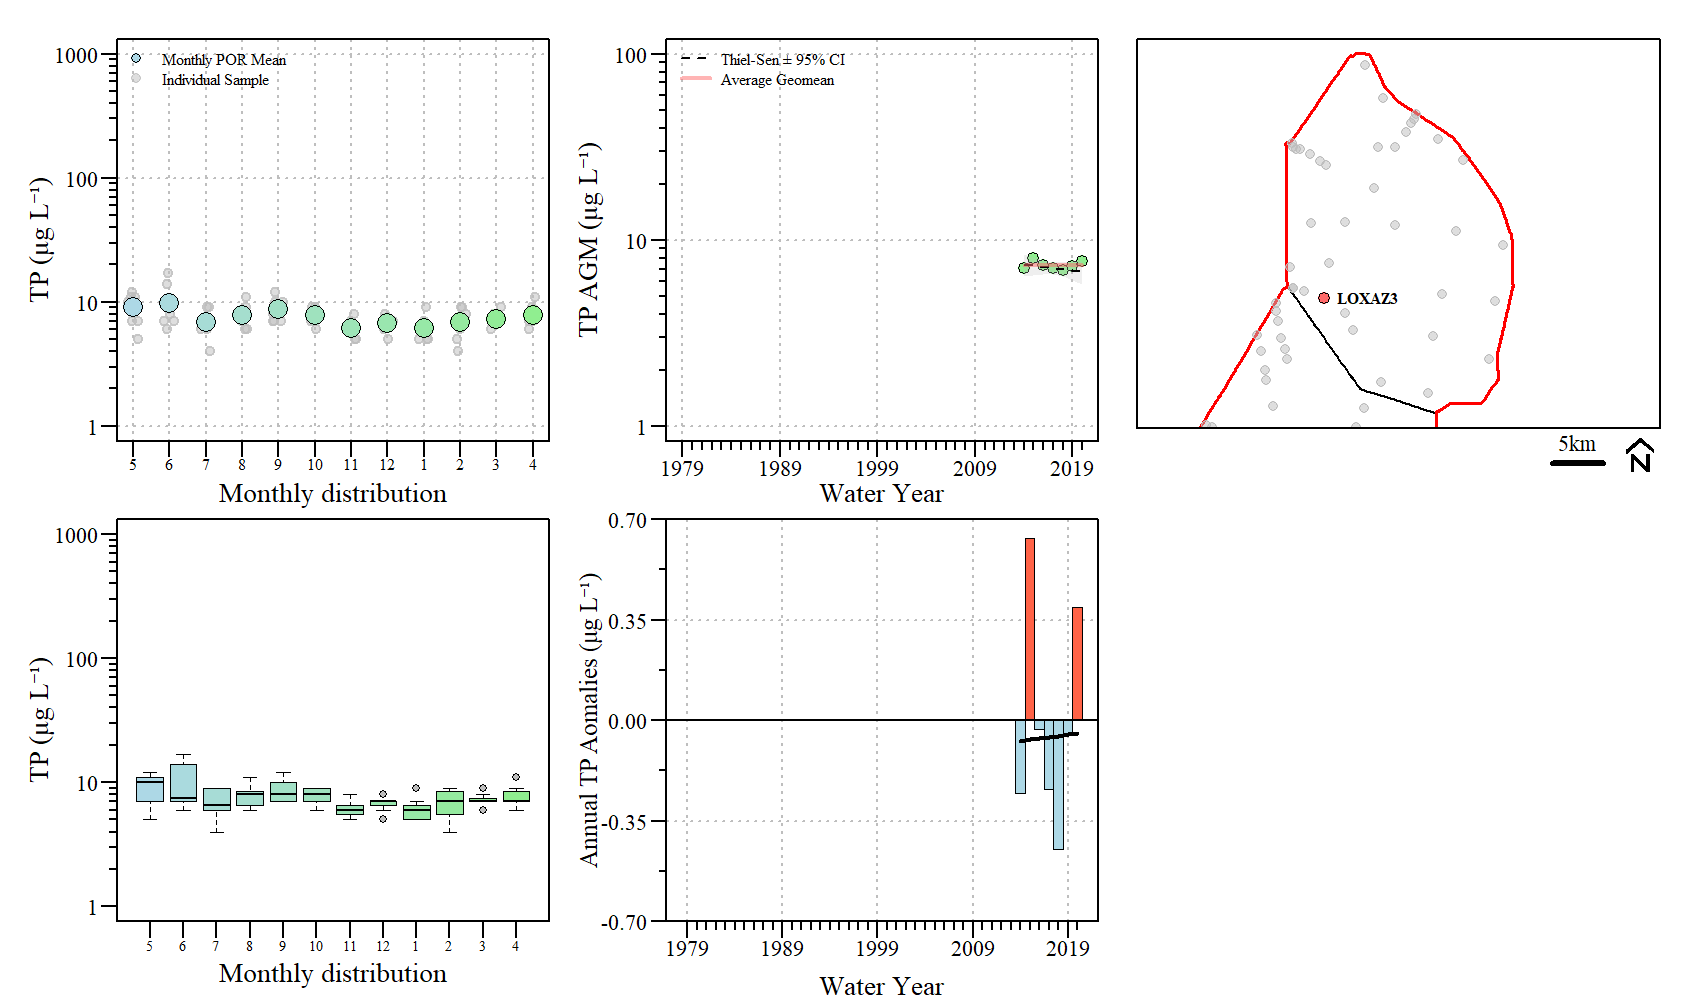 1000
100
10
1
TP (µg L⁻¹)
Monthly POR Mean
Individual Sample
5 6 7 8 9 10 11 12 1 2 3 4
Monthly distribution
100
10
1
TP AGM (µg L⁻¹)
Thiel-Sen ± 95% CI
Average Geomean
1979 1989 1999 2009 2019
Water Year
LOXAZ3
5km
N
1000
100
10
1
TP (µg L⁻¹)
5 6 7 8 9 10 11 12 1 2 3 4
Monthly distribution
0.70
0.35
0.00
-0.35
-0.70
Annual TP Aomalies (µg L⁻¹)
1979 1989 1999 2009 2019
Water Year